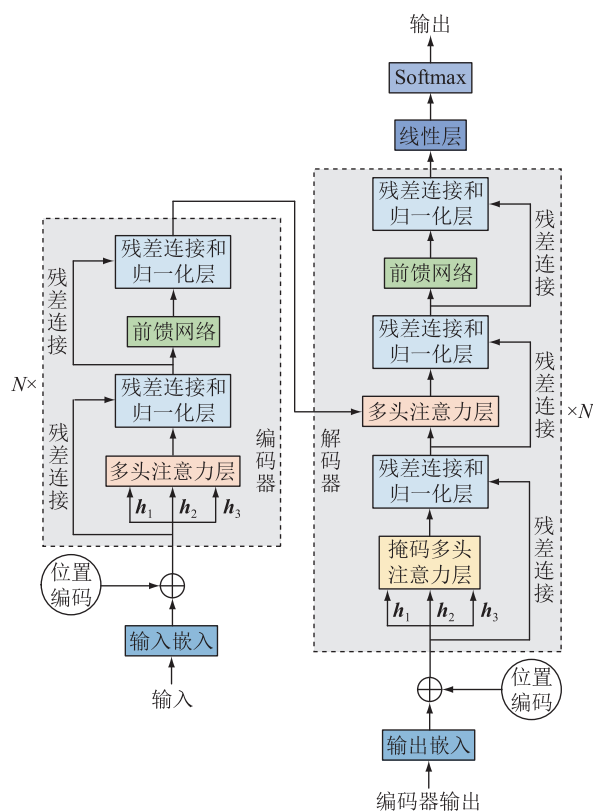 输出
Softmax
线性层
残差连接和
归一化层
残差连接
前馈网络
残差连接和
归一化层
残差连接
多头注意力层
×N
解码器
残差连接和
归一化层
残差连接
掩码多头
注意力层
h1
h2
h3
位置
编码
输出嵌入
编码器输出
残差连接和
归一化层
残差连接
前馈网络
N×
残差连接和
归一化层
残差连接
编码器
多头注意力层
h1
h2
h3
位置
编码
输入嵌入
输入